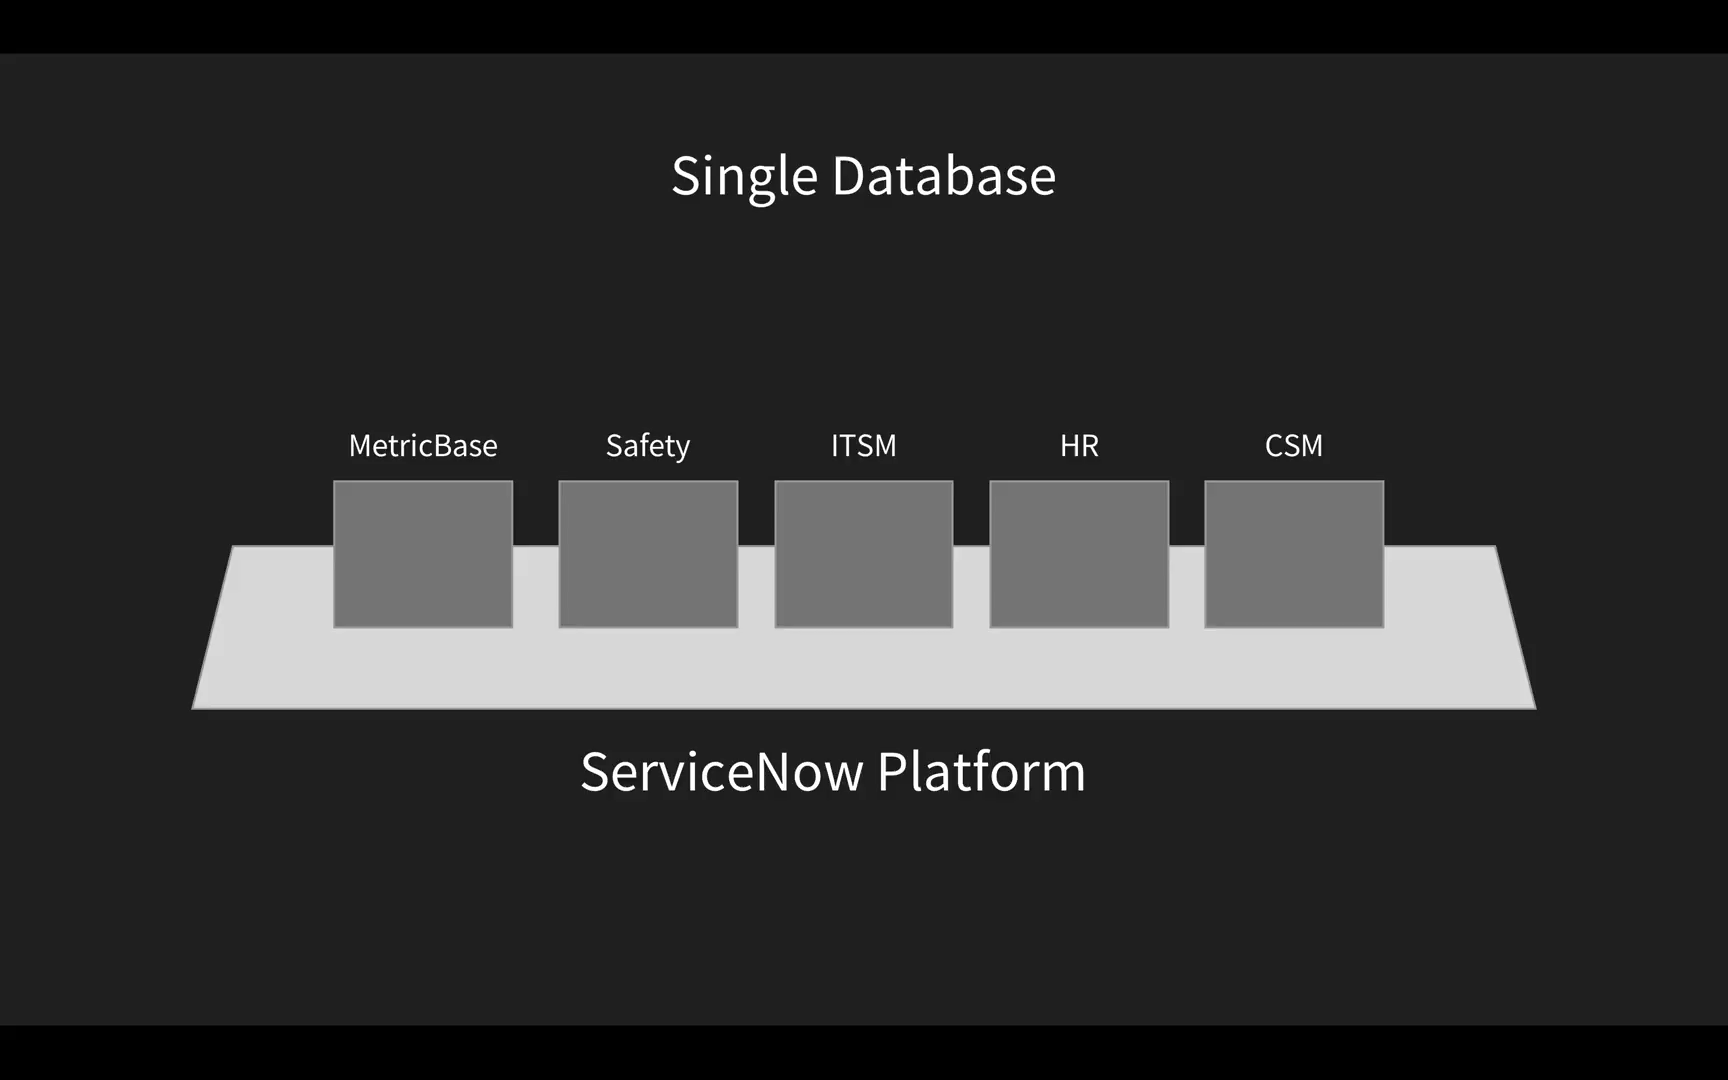 Single Database
MetricBase Safety ITSM HR CSM
ServiceNow Platform